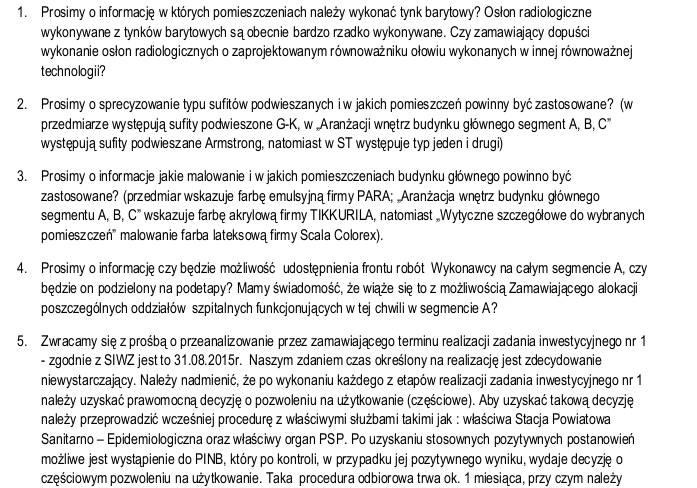 1. Prosimy o informację w których pomieszczeniach należy wykonać tynk barytowy? Osłon radiologiczne
wykonywane z tynków barytowych są obecnie bardzo rzadko wykonywane. Czy zamawiający dopuści
wykonanie osłon radiologicznych o zaprojektowanym równoważniku ołowiu wykonanych w innej równoważnej
technologii?
2. Prosimy o sprecyzowanie typu sufitów podwieszanych i w jakich pomieszczeń powinny być zastosowane? (w
przedmiarze występują sufity podwieszone G-K, w „Aranżacji wnętrz budynku głównego segment A, B, C”
występują sufity podwieszane Armstrong, natomiast w ST występuje typ jeden i drugi)
3. Prosimy o informacje jakie malowanie i w jakich pomieszczeniach budynku głównego powinno być
zastosowane? (przedmiar wskazuje farbę emulsyjną firmy PARA; „Aranżacja wnętrz budynku głównego
segmentu A, B, C” wskazuje farbę akrylową firmy TIKKURILA, natomiast „Wytyczne szczegółowe do wybranych
pomieszczeń” malowanie farba lateksową firmy Scala Colorex).
4. Prosimy o informację czy będzie możliwość udostępnienia frontu robót Wykonawcy na całym segmencie A, czy
będzie on podzielony na podetapy? Mamy świadomość, że wiąże się to z możliwością Zamawiającego alokacji
poszczególnych oddziałów szpitalnych funkcjonujących w tej chwili w segmencie A?
5. Zwracamy się z prośbą o przeanalizowanie przez zamawiającego terminu realizacji zadania inwestycyjnego nr 1
- zgodnie z SIWZ jest to 31.08.2015r. Naszym zdaniem czas określony na realizację jest zdecydowanie
niewystarczający. Należy nadmienić, że po wykonaniu każdego z etapów realizacji zadania inwestycyjnego nr 1
należy uzyskać prawomocną decyzję o pozwoleniu na użytkowanie (częściowe). Aby uzyskać takową decyzję
należy przeprowadzić wcześniej procedurę z właściwymi służbami takimi jak : właściwa Stacja Powiatowa
Sanitarno – Epidemiologiczna oraz właściwy organ PSP. Po uzyskaniu stosownych pozytywnych postanowień
możliwe jest wystąpienie do PINB, który po kontroli, w przypadku jej pozytywnego wyniku, wydaje decyzję o
częściowym pozwoleniu na użytkowanie. Taka procedura odbiorowa trwa ok. 1 miesiąca, przy czym należy